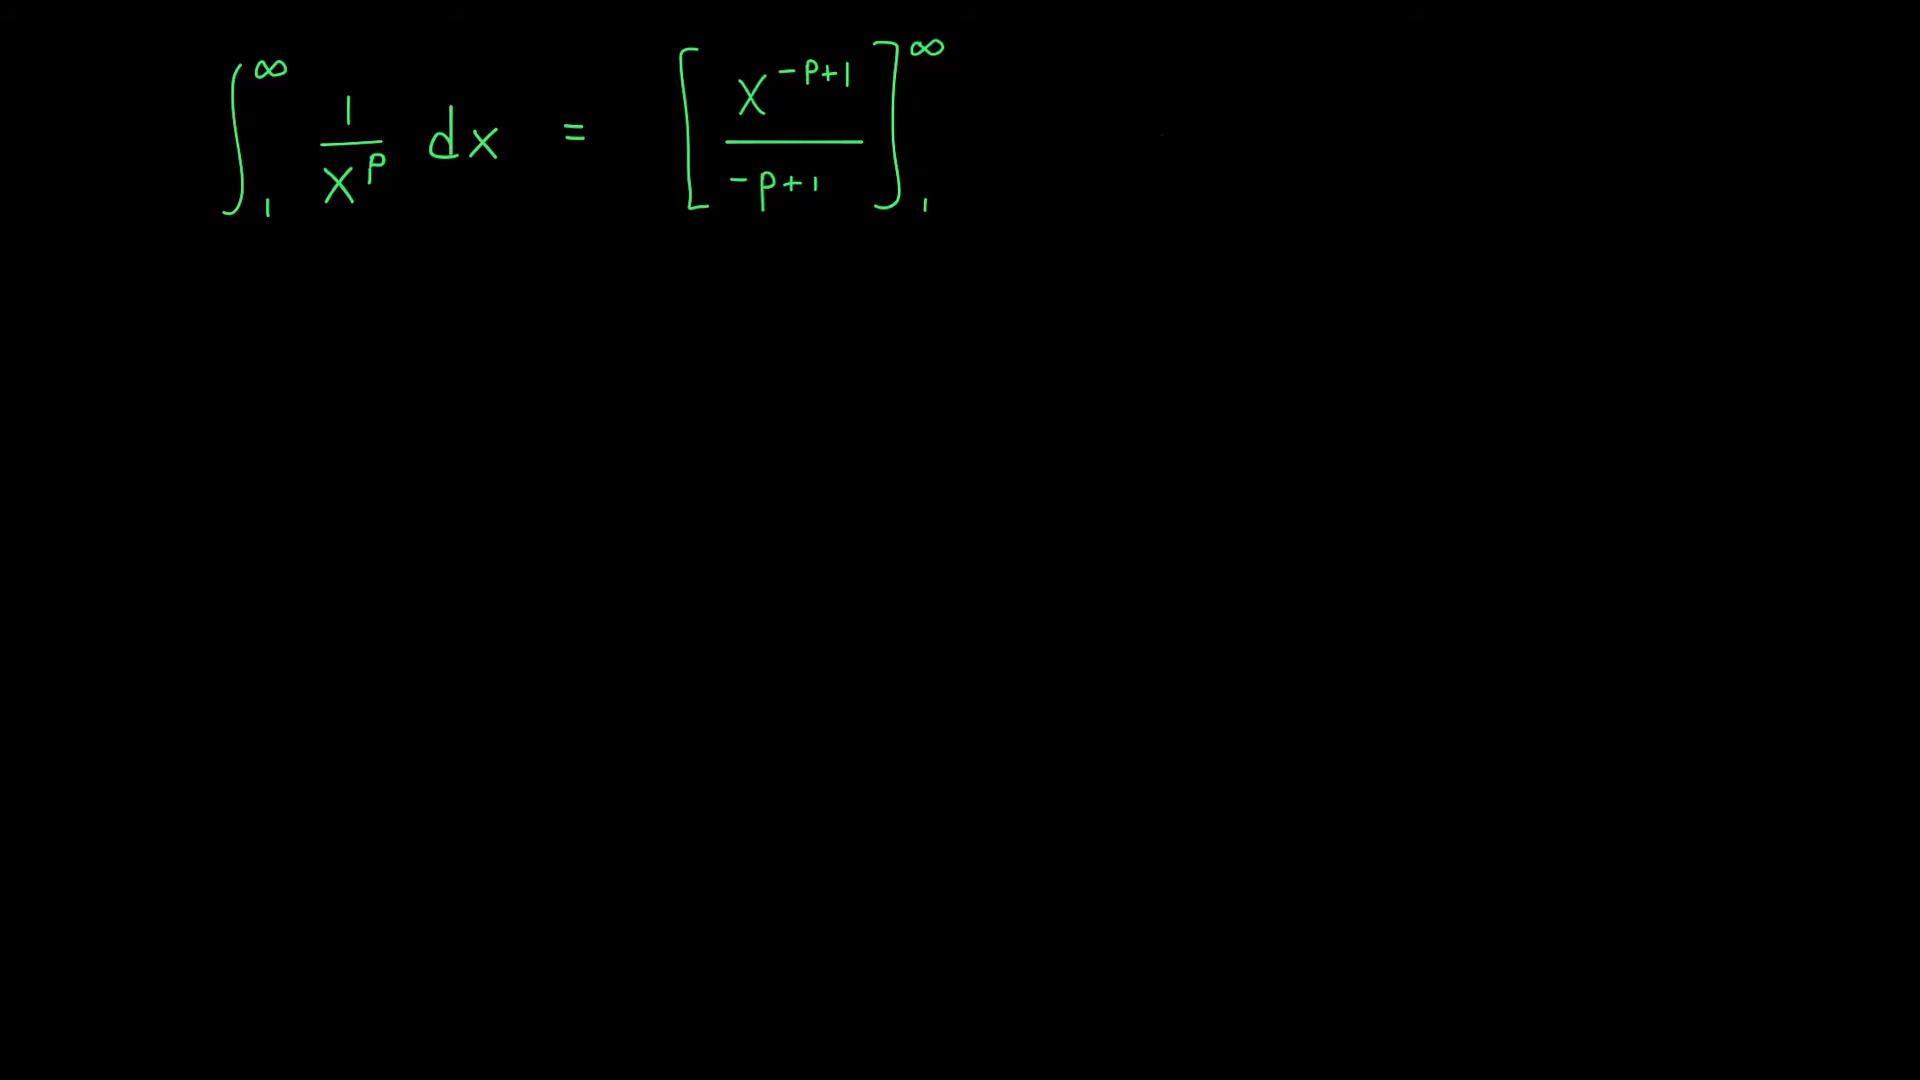 ∫₁^∞ 1/x^p dx = [ x^(-p+1) / (-p+1) ]₁^∞